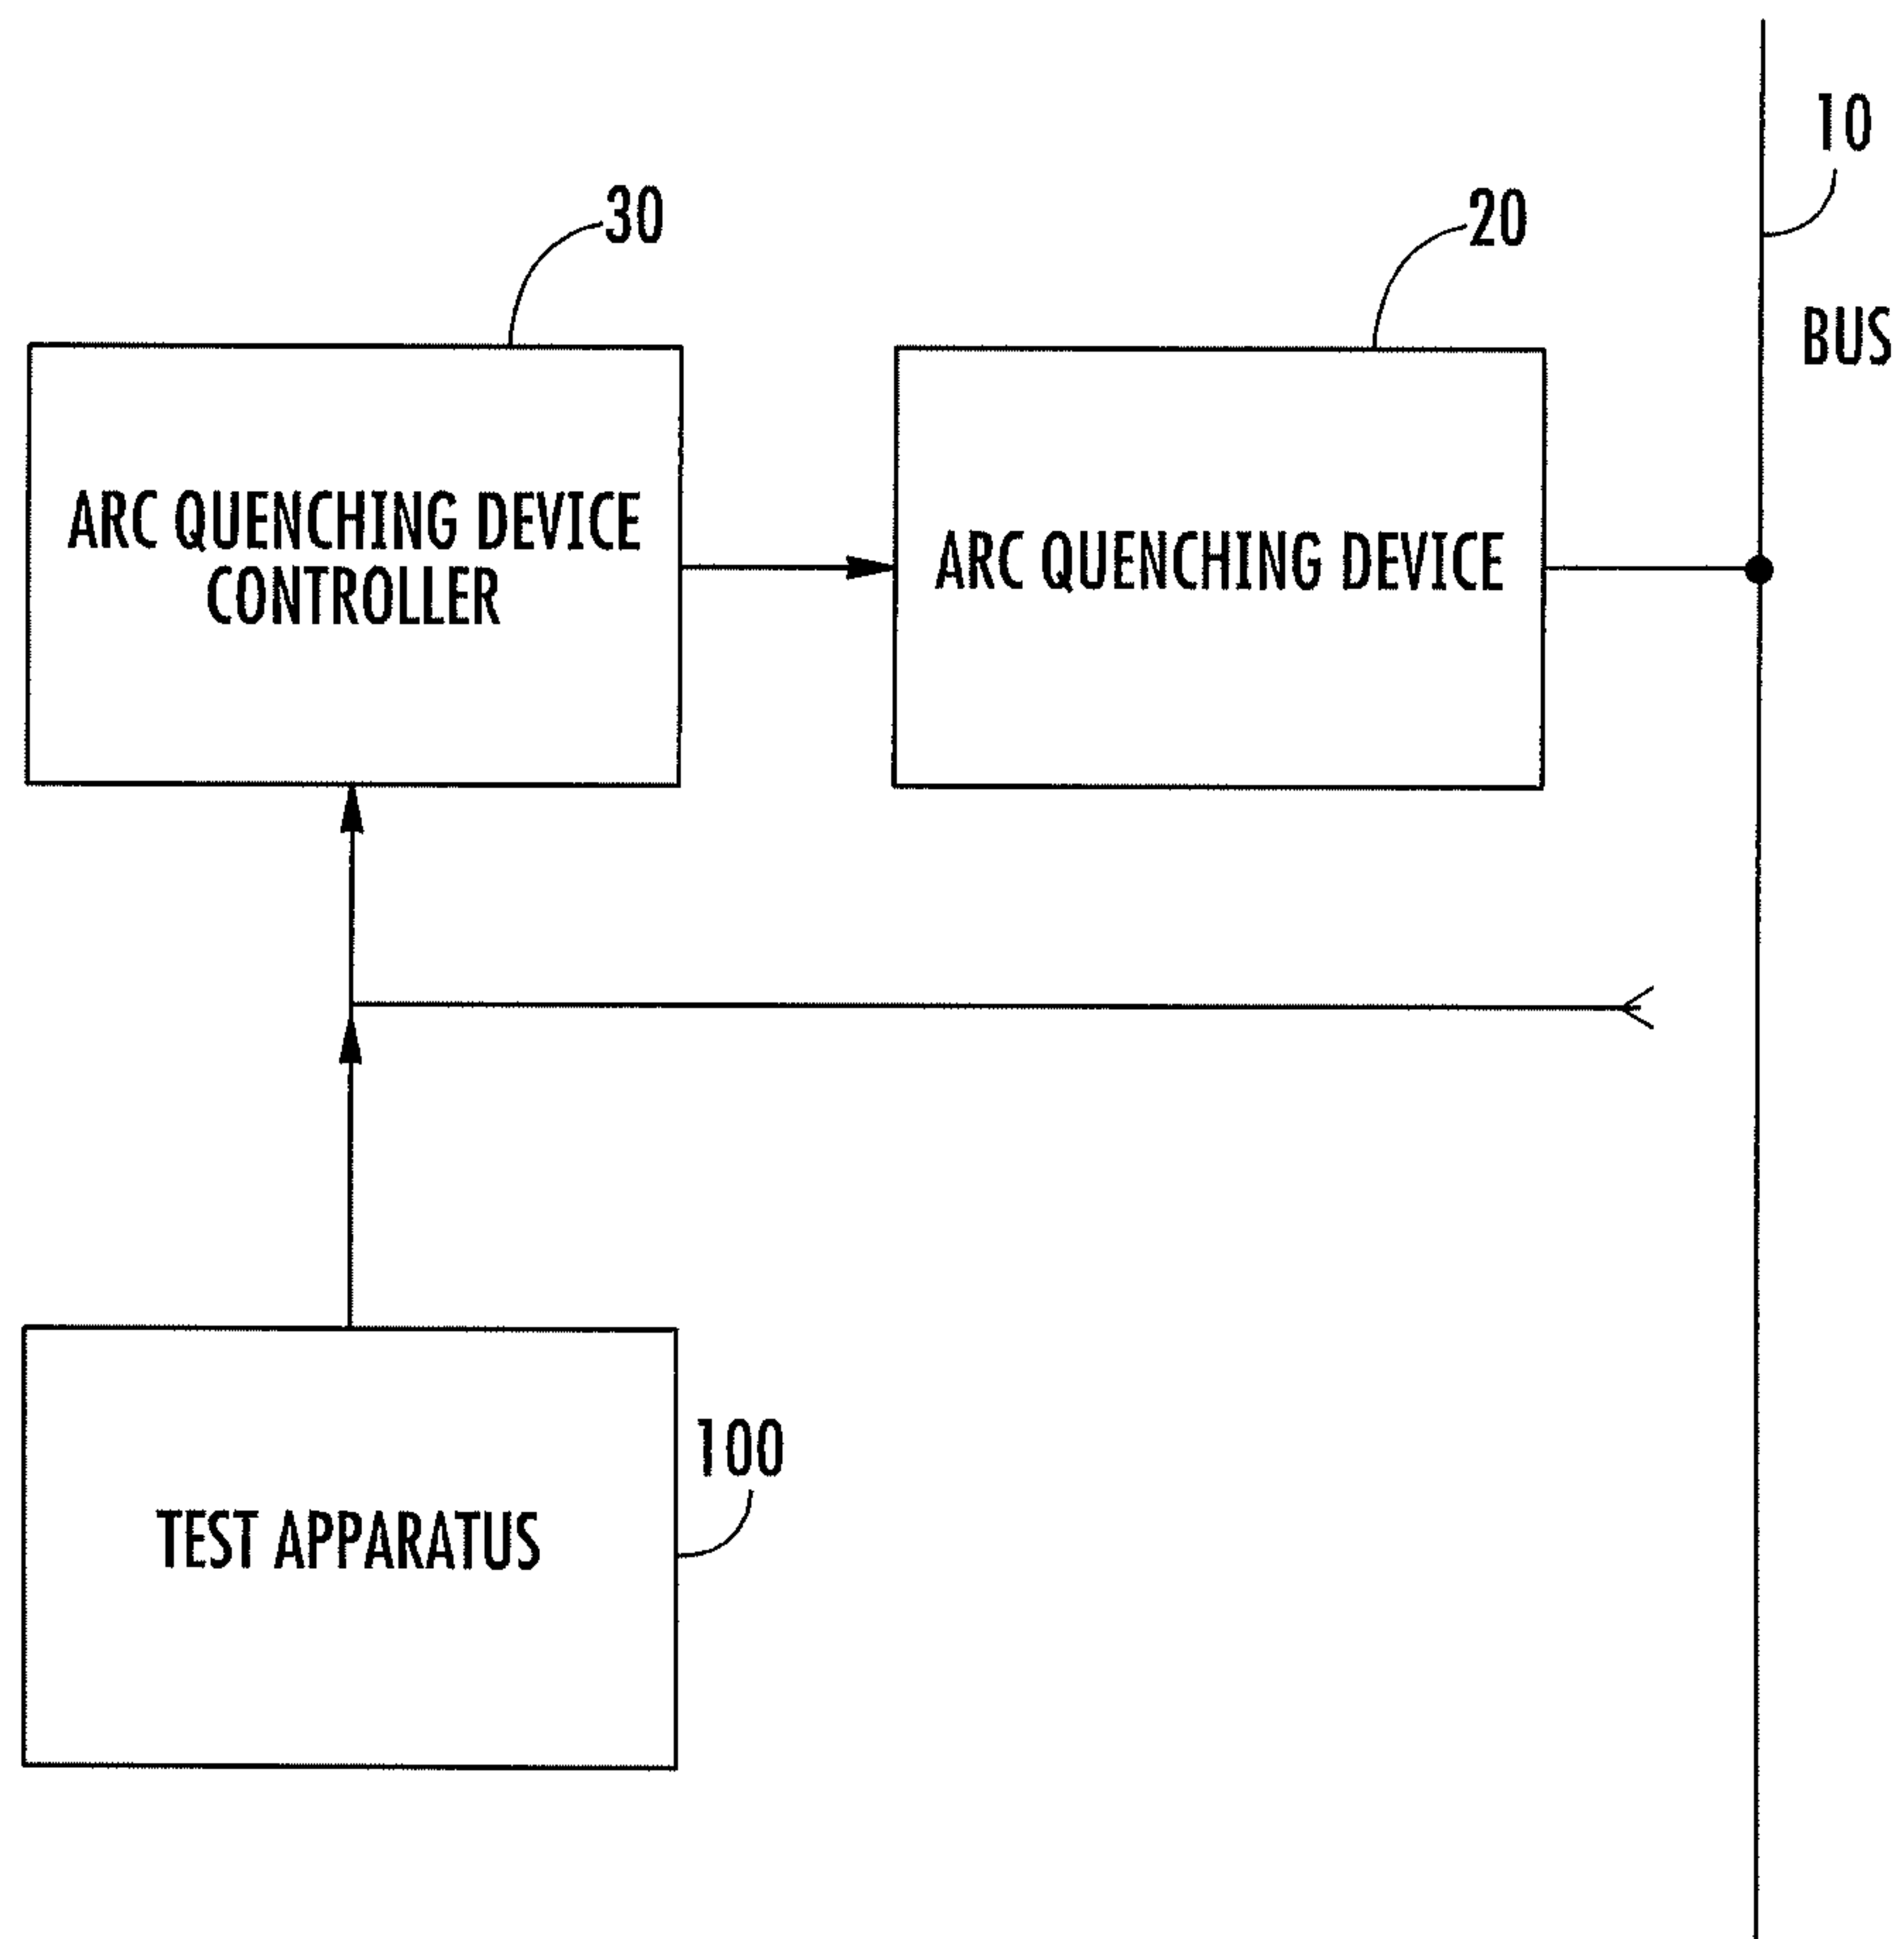 10
30
20
BUS
ARC QUENCHING DEVICE
CONTROLLER
ARC QUENCHING DEVICE
100
TEST APPARATUS